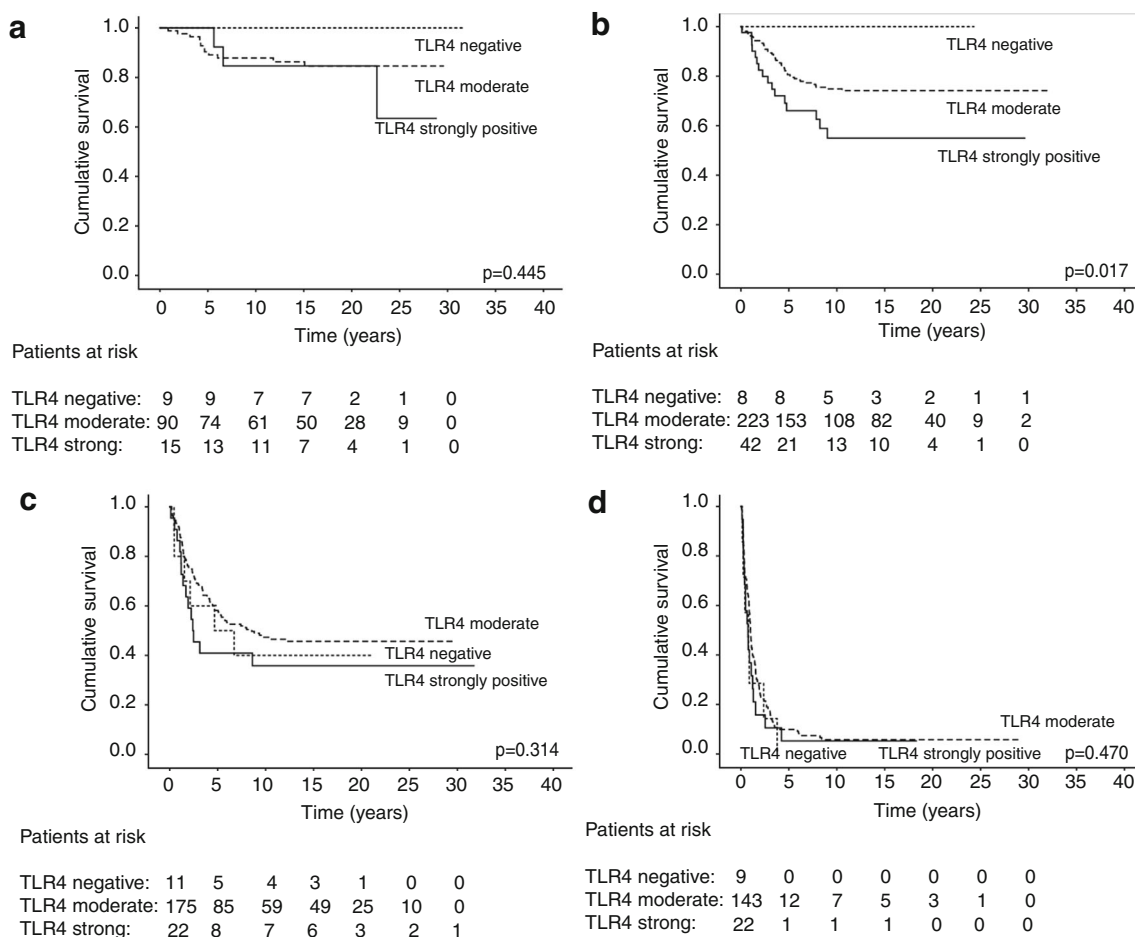 a
1.0
0.8
0.6
0.4
0.2
0.0
Cumulative survival
TLR4 negative
TLR4 moderate
TLR4 strongly positive
p=0.445
0 5 10 15 20 25 30 35 40
Time (years)
Patients at risk
TLR4 negative: 9 9 7 7 2 1 0
TLR4 moderate: 90 74 61 50 28 9 0
TLR4 strong: 15 13 11 7 4 1 0
b
1.0
0.8
0.6
0.4
0.2
0.0
Cumulative survival
TLR4 negative
TLR4 moderate
TLR4 strongly positive
p=0.017
0 5 10 15 20 25 30 35 40
Time (years)
Patients at risk
TLR4 negative: 8 8 5 3 2 1 1
TLR4 moderate: 223 153 108 82 40 9 2
TLR4 strong: 42 21 13 10 4 1 0
c
1.0
0.8
0.6
0.4
0.2
0.0
Cumulative survival
TLR4 moderate
TLR4 negative
TLR4 strongly positive
p=0.314
0 5 10 15 20 25 30 35 40
Time (years)
Patients at risk
TLR4 negative: 11 5 4 3 1 0 0
TLR4 moderate: 175 85 59 49 25 10 0
TLR4 strong: 22 8 7 6 3 2 1
d
1.0
0.8
0.6
0.4
0.2
0.0
Cumulative survival
TLR4 moderate
TLR4 negative TLR4 strongly positive
p=0.470
0 5 10 15 20 25 30 35 40
Time (years)
Patients at risk
TLR4 negative: 9 0 0 0 0 0 0
TLR4 moderate: 143 12 7 5 3 1 0
TLR4 strong: 22 1 1 1 0 0 0